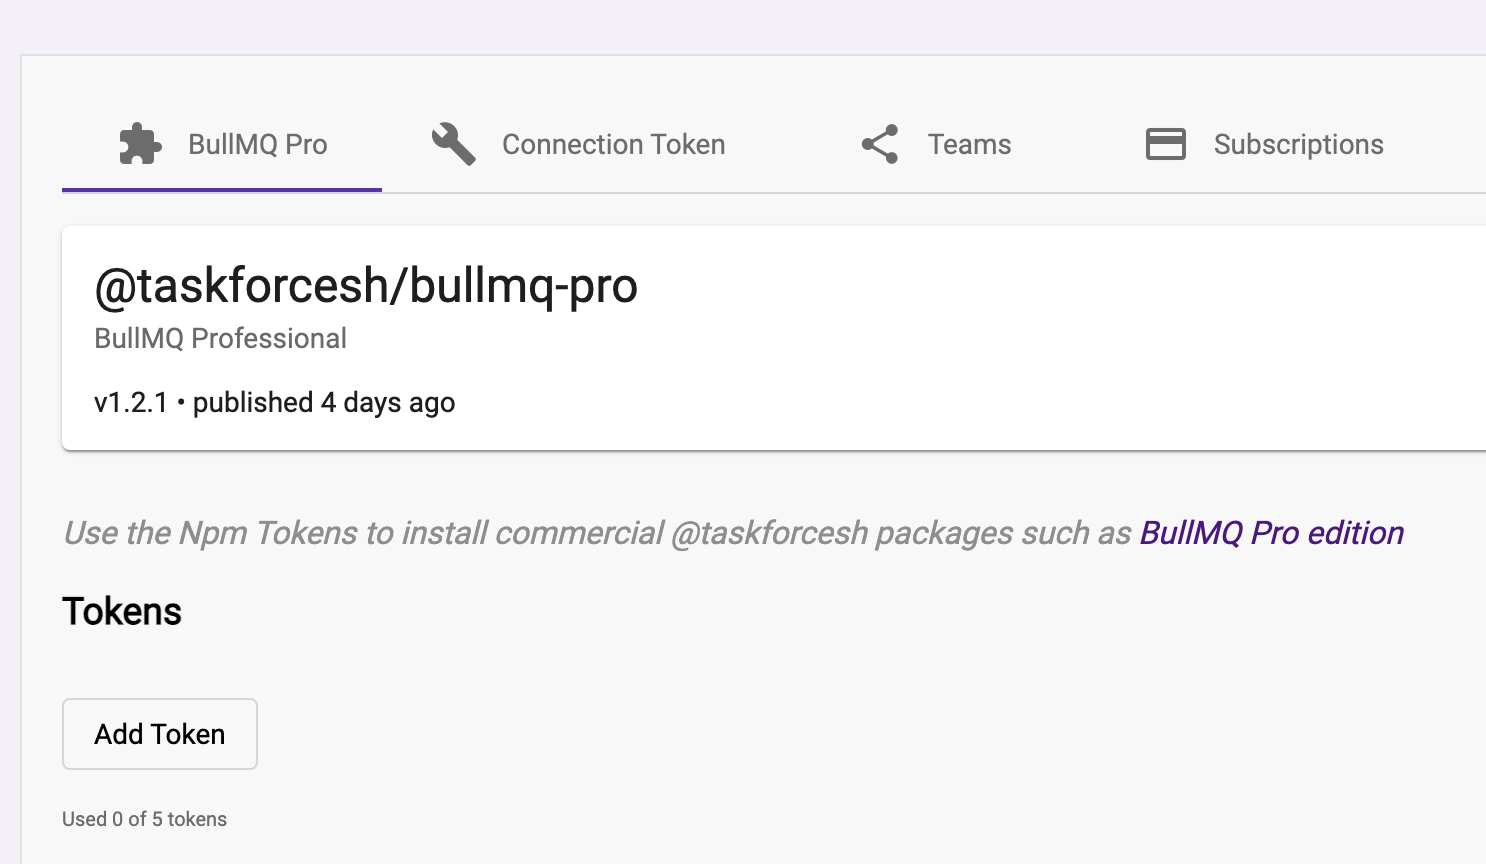 BullMQ Pro
Connection Token
Teams
Subscriptions
@taskforcesh/bullmq-pro
BullMQ Professional
v1.2.1 • published 4 days ago
Use the Npm Tokens to install commercial @taskforcesh packages such as BullMQ Pro edition
Tokens
Add Token
Used 0 of 5 tokens